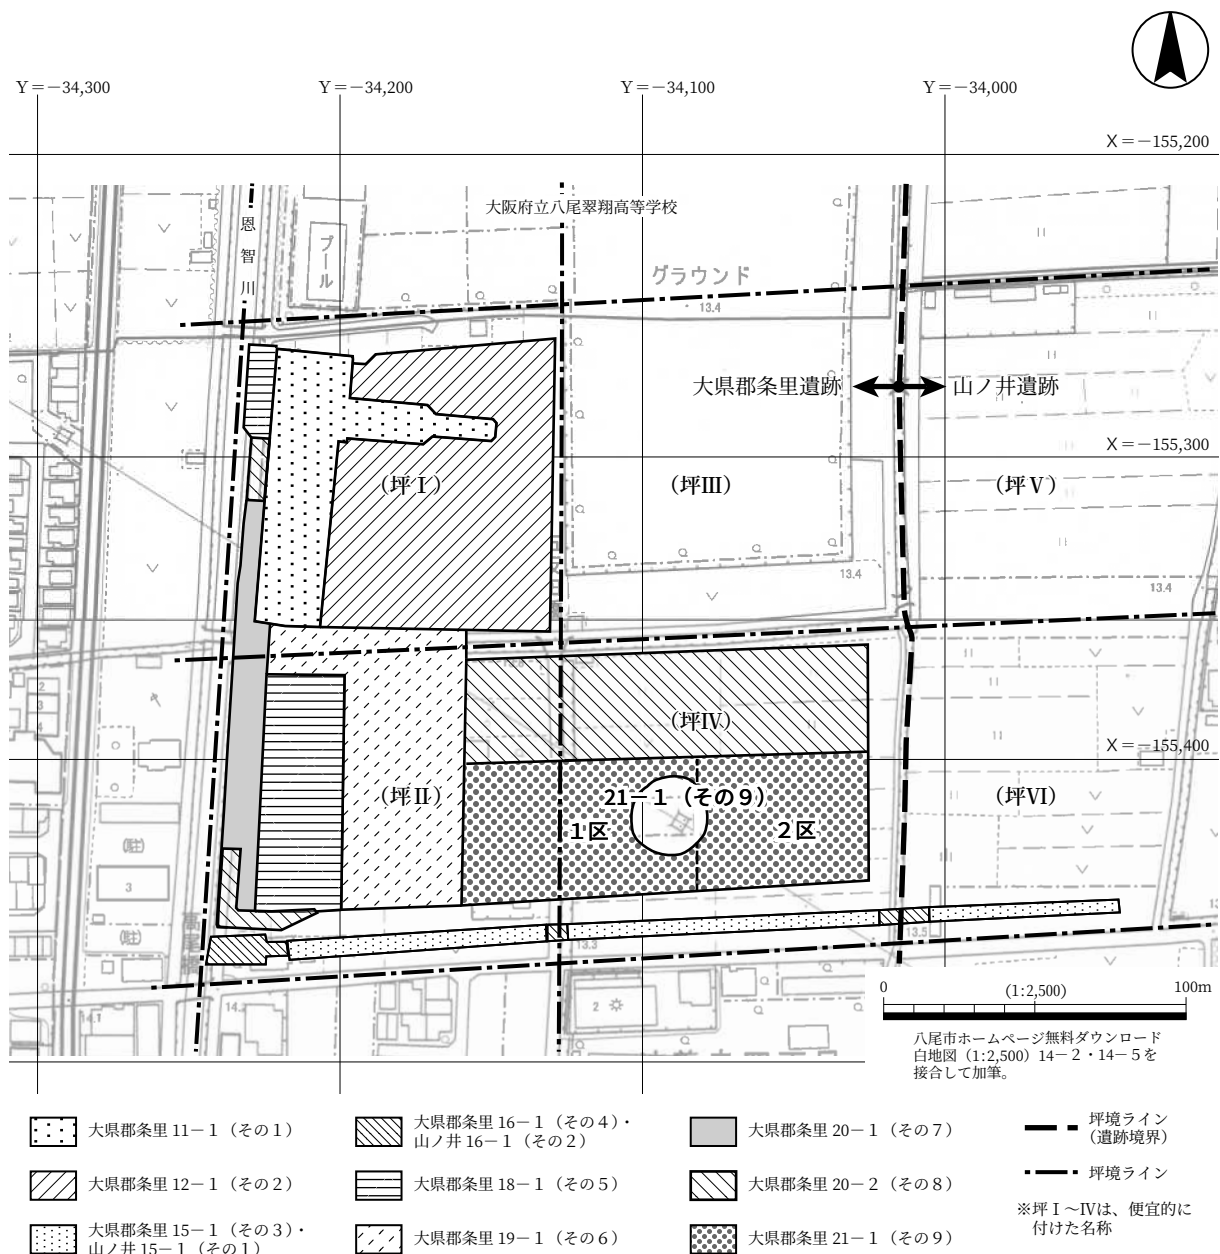 Y＝−34,300
Y＝−34,200
Y＝−34,100
Y＝−34,000
X＝−155,200
大阪府立八尾翠翔高等学校
恩智川
プール
グラウンド
13.4
大県郡条里遺跡
山ノ井遺跡
X＝−155,300
（坪Ⅰ）
（坪Ⅲ）
（坪Ⅴ）
13.4
13.4
（坪Ⅳ）
X＝−155,400
（坪Ⅱ）
21−１（その９）
（坪Ⅵ）
１区
２区
2
3
4
（駐）
3
（駐）
13.3
13.5
14.1
2
0
（1:2,500）
100m
八尾市ホームページ無料ダウンロード
白地図（1:2,500）14−２・14−５を
接合して加筆。
大県郡条里 11−１（その１）
大県郡条里 16−１（その４）・
山ノ井 16−１（その２）
大県郡条里 20−１（その７）
坪境ライン
（遺跡境界）
大県郡条里 12−１（その２）
大県郡条里 18−１（その５）
大県郡条里 20−２（その８）
坪境ライン
大県郡条里 15−１（その３）・
山ノ井 15−１（その１）
大県郡条里 19−１（その６）
大県郡条里 21−１（その９）
※坪Ⅰ〜Ⅳは、便宜的に
付けた名称